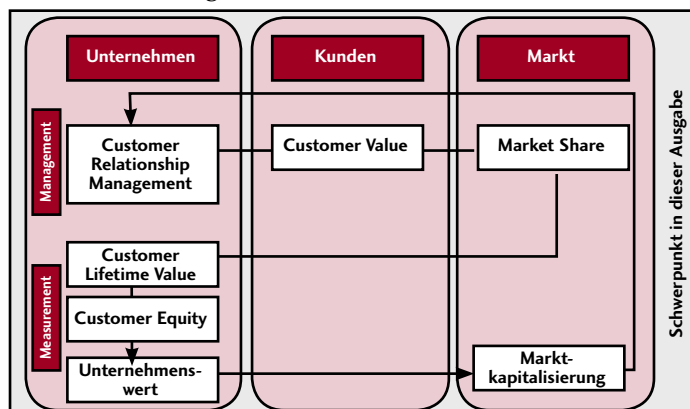 Unternehmen
Kunden
Markt
Management
Customer
Relationship
Management
Customer Value
Market Share
Measurement
Customer
Lifetime Value
Customer Equity
Unternehmens-
wert
Markt-
kapitalisierung
Schwerpunkt in dieser Ausgabe